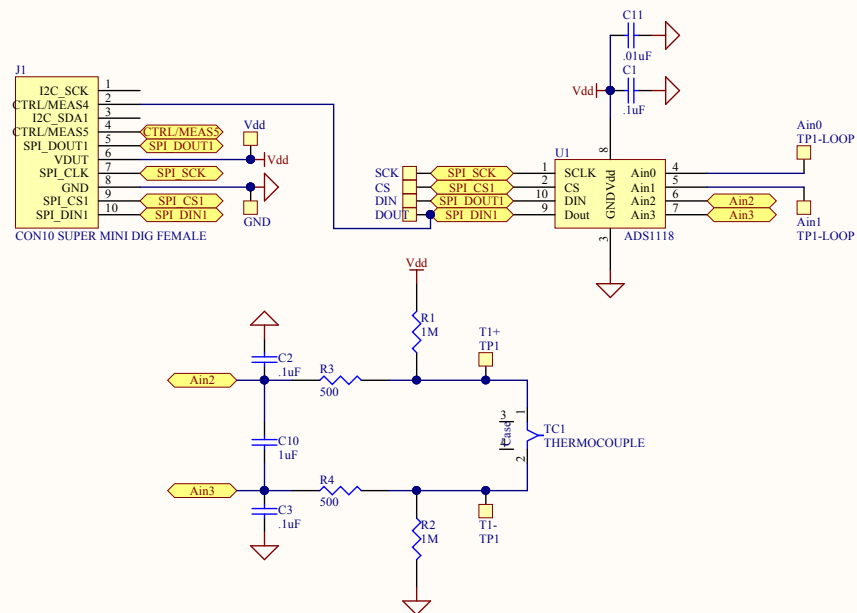 C11
.01uF
Vdd
C1
.1uF
J1
I2C_SCK 1
CTRL/MEAS4 2
I2C_SDA1 3
CTRL/MEAS5 4 CTRL/MEAS5
SPI_DOUT1 5 SPI_DOUT1
VDUT 6
SPI_CLK 7 SPI_SCK
GND 8
SPI_CS1 9 SPI_CS1
SPI_DIN1 10 SPI_DIN1
CON10 SUPER MINI DIG FEMALE
Vdd
Vdd
GND
U1
8
SCK SPI_SCK 1 SCLK
CS SPI_CS1 2 CS
DIN SPI_DOUT1 10 DIN
DOUT SPI_DIN1 9 Dout
Vdd
GND
Ain0 4
Ain1 5
Ain2 6 Ain2
Ain3 7 Ain3
3
ADS1118
Ain0
TP1-LOOP
Ain1
TP1-LOOP
Vdd
R1
1M
T1+
TP1
C2
.1uF
Ain2
R3
500
C10
1uF
3
Case
4
1
2
TC1
THERMOCOUPLE
Ain3
R4
500
C3
.1uF
R2
1M
T1-
TP1